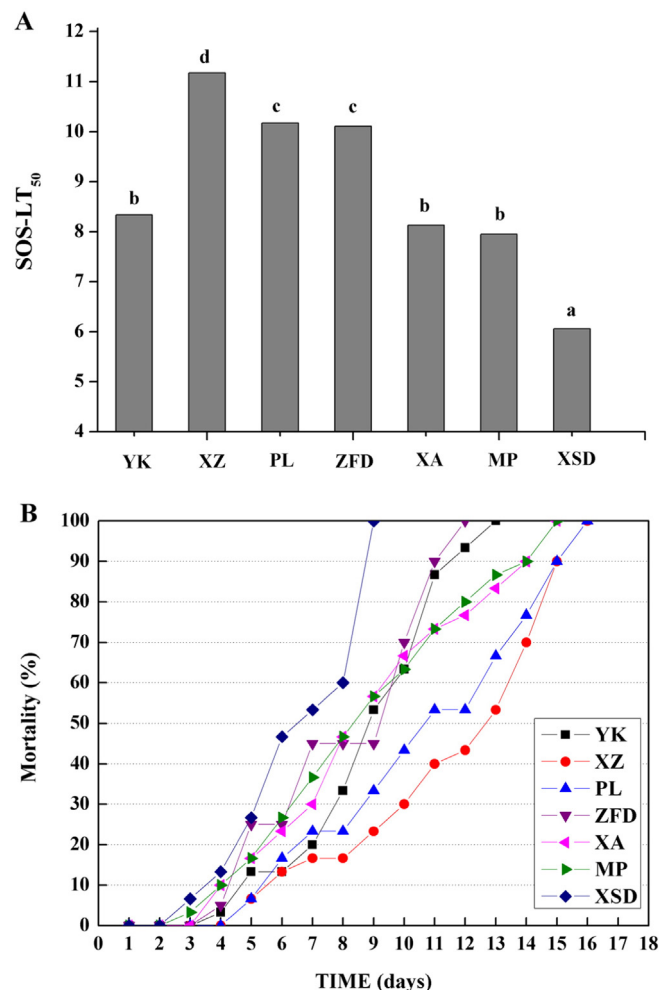 A
12
11
10
9
8
7
6
5
4
SOS-LT50
b
d
c
c
b
b
a
YK XZ PL ZFD XA MP XSD
B
100
90
80
70
60
50
40
30
20
10
0
Mortality (%)
YK
XZ
PL
ZFD
XA
MP
XSD
0 1 2 3 4 5 6 7 8 9 10 11 12 13 14 15 16 17 18
TIME (days)